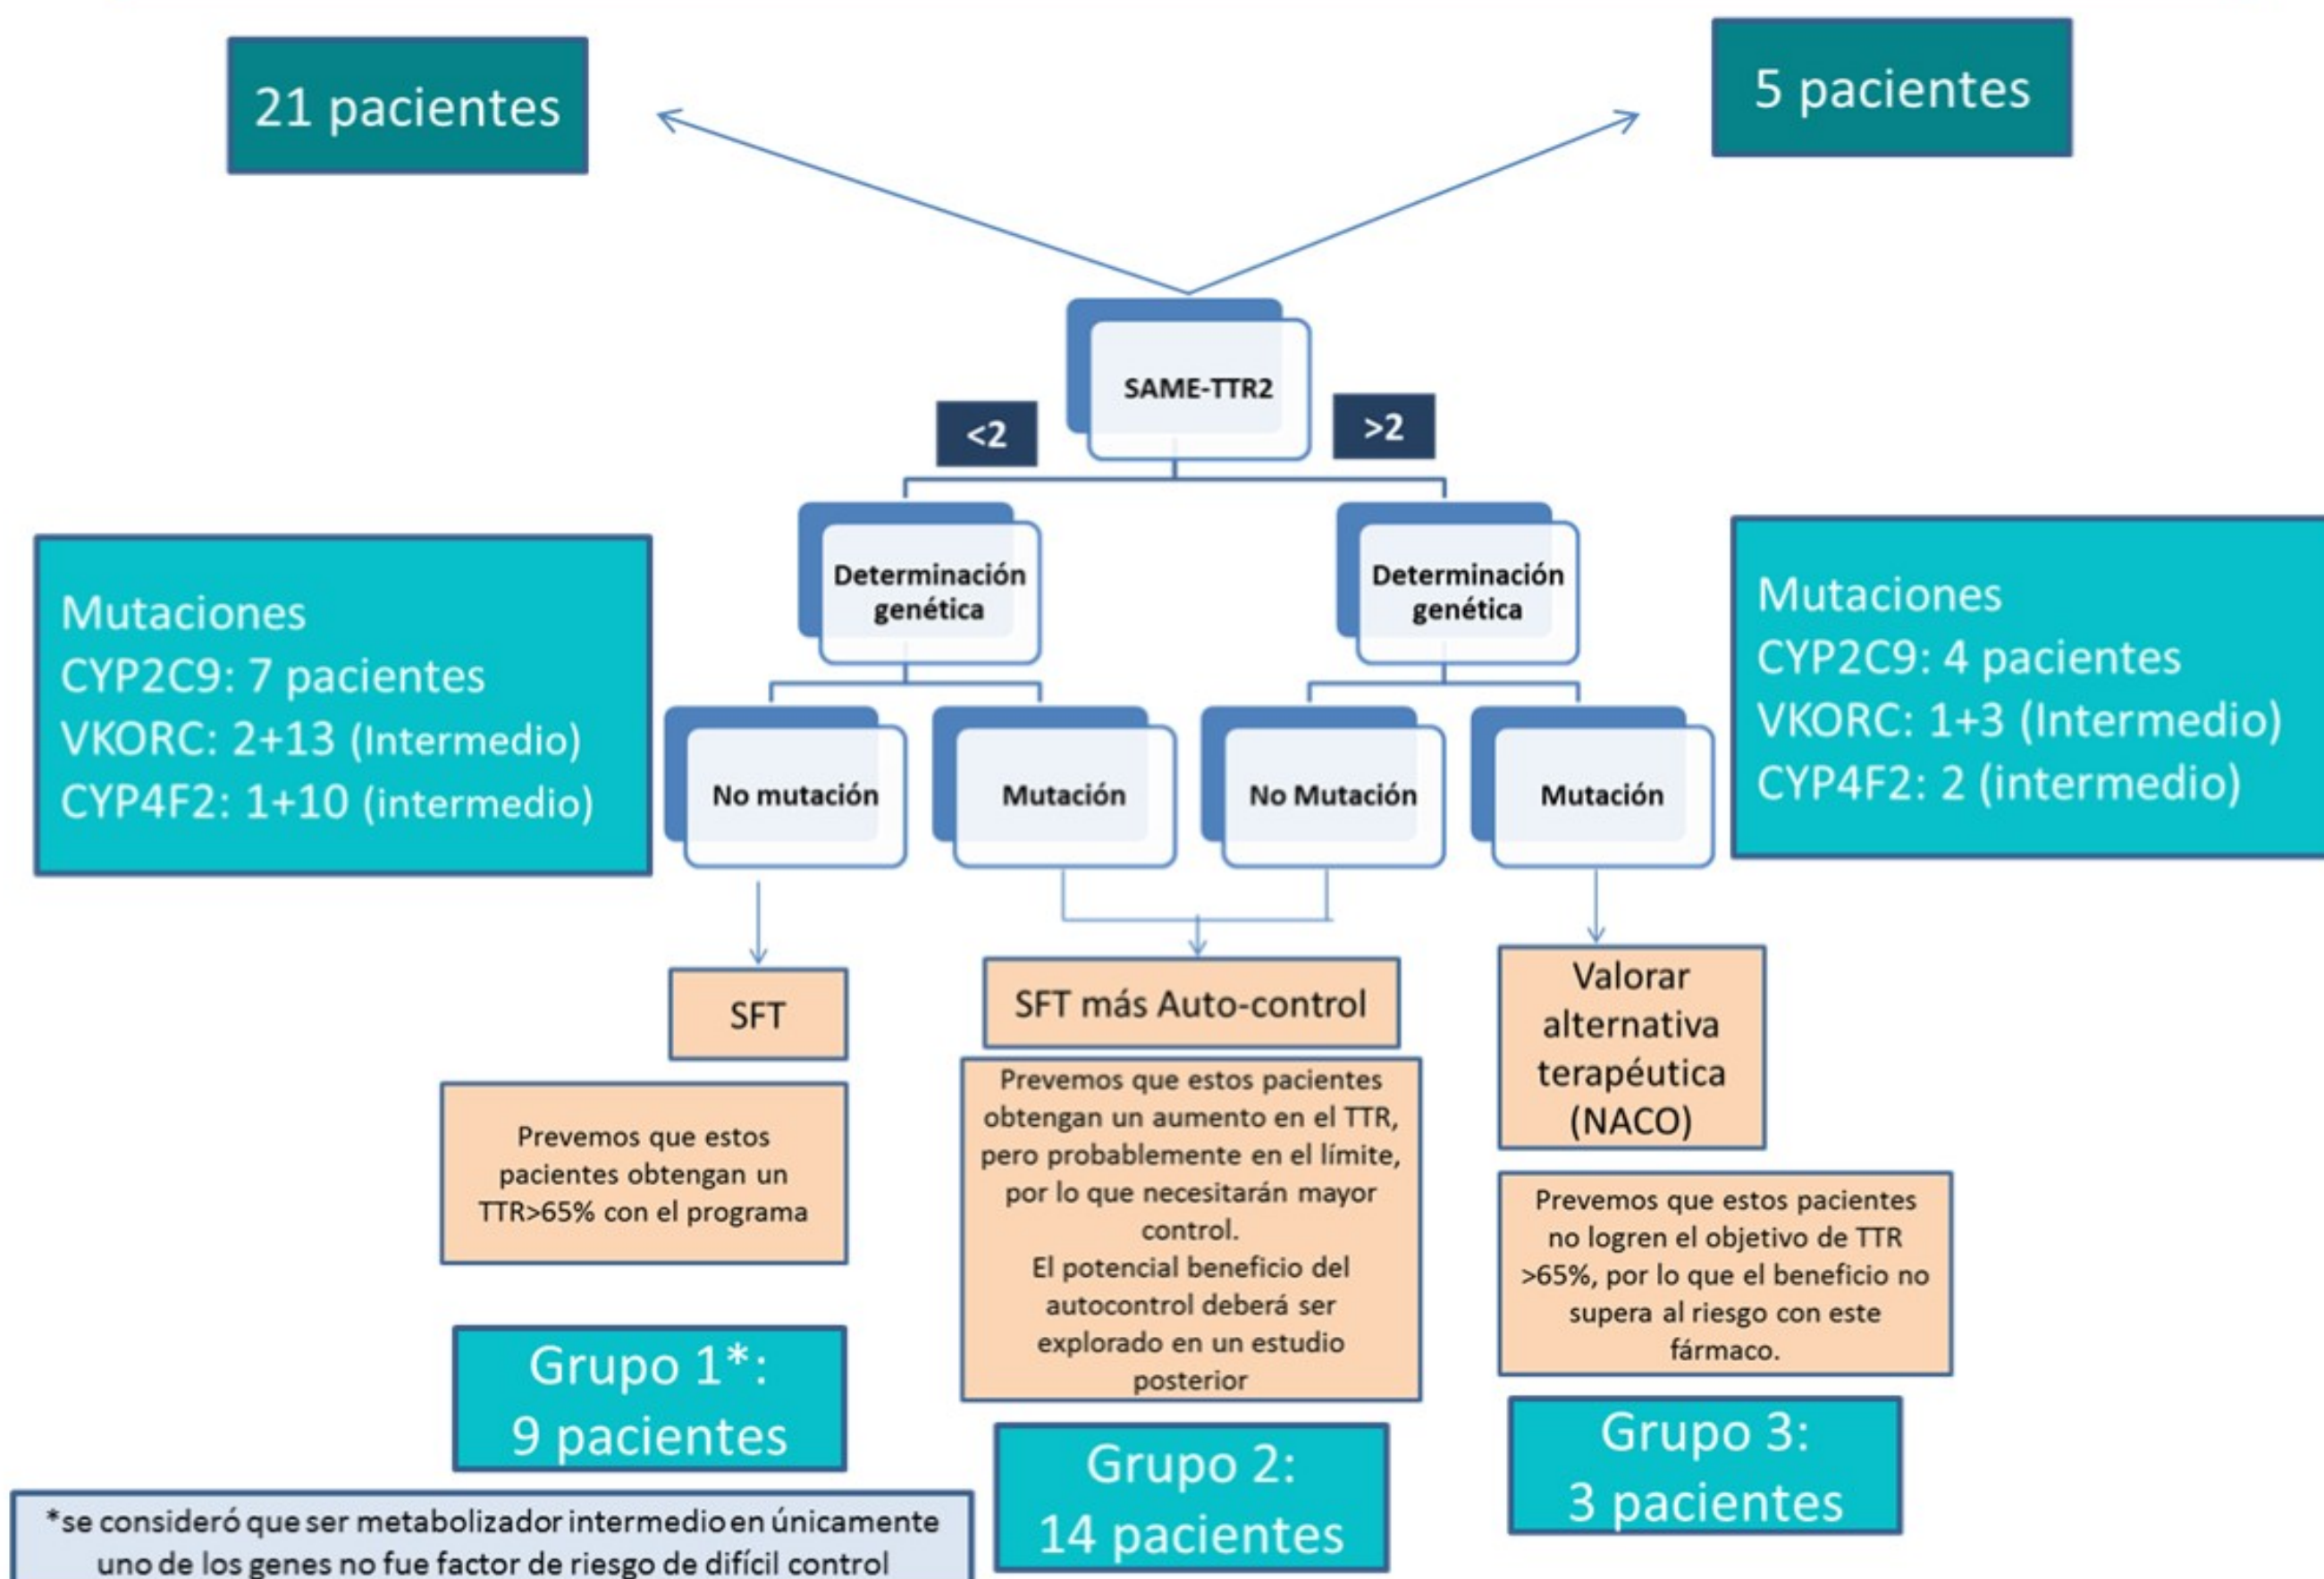 21 pacientes
5 pacientes
SAME-TTR2
<2
>2
Determinación
genética
Determinación
genética
Mutaciones
CYP2C9: 7 pacientes
VKORC: 2+13 (Intermedio)
CYP4F2: 1+10 (intermedio)
Mutaciones
CYP2C9: 4 pacientes
VKORC: 1+3 (Intermedio)
CYP4F2: 2 (intermedio)
No mutación
Mutación
No Mutación
Mutación
SFT
SFT más Auto-control
Valorar
alternativa
terapéutica
(NACO)
Prevemos que estos
pacientes obtengan un
TTR>65% con el programa
Prevemos que estos pacientes
obtengan un aumento en el TTR,
pero probablemente en el límite,
por lo que necesitarán mayor
control.
El potencial beneficio del
autocontrol deberá ser
explorado en un estudio
posterior
Prevemos que estos pacientes
no logren el objetivo de TTR
>65%, por lo que el beneficio no
supera al riesgo con este
fármaco.
Grupo 1*:
9 pacientes
Grupo 2:
14 pacientes
Grupo 3:
3 pacientes
*se consideró que ser metabolizador intermedio en únicamente
uno de los genes no fue factor de riesgo de difícil control